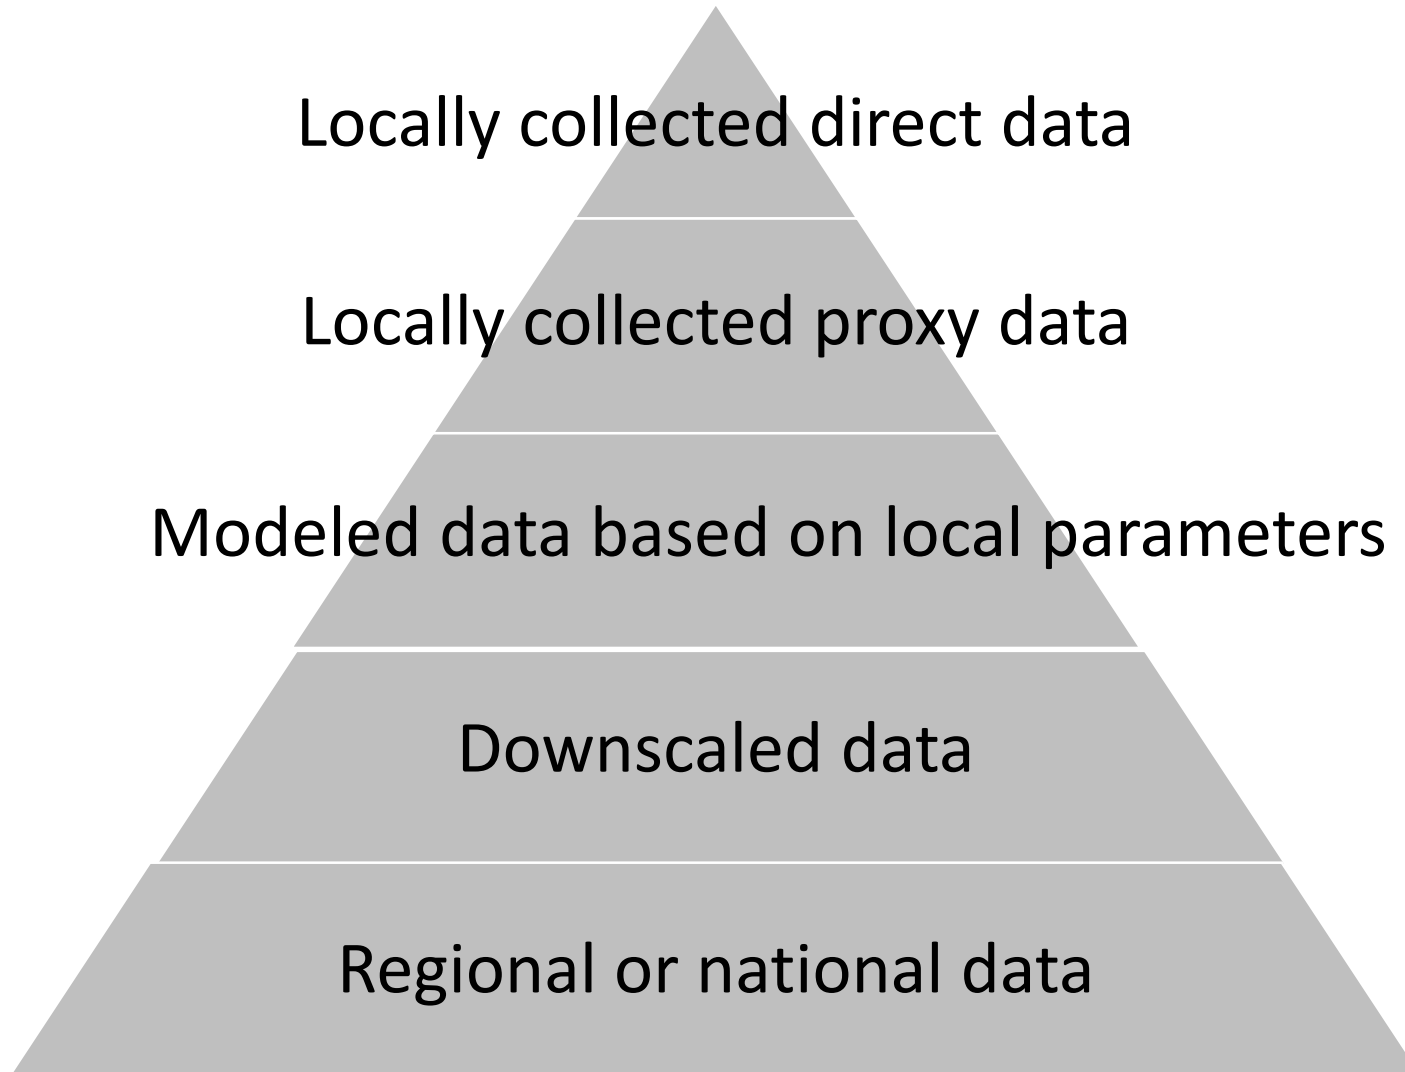 Locally collected direct data
Locally collected proxy data
Modeled data based on local parameters
Downscaled data
Regional or national data